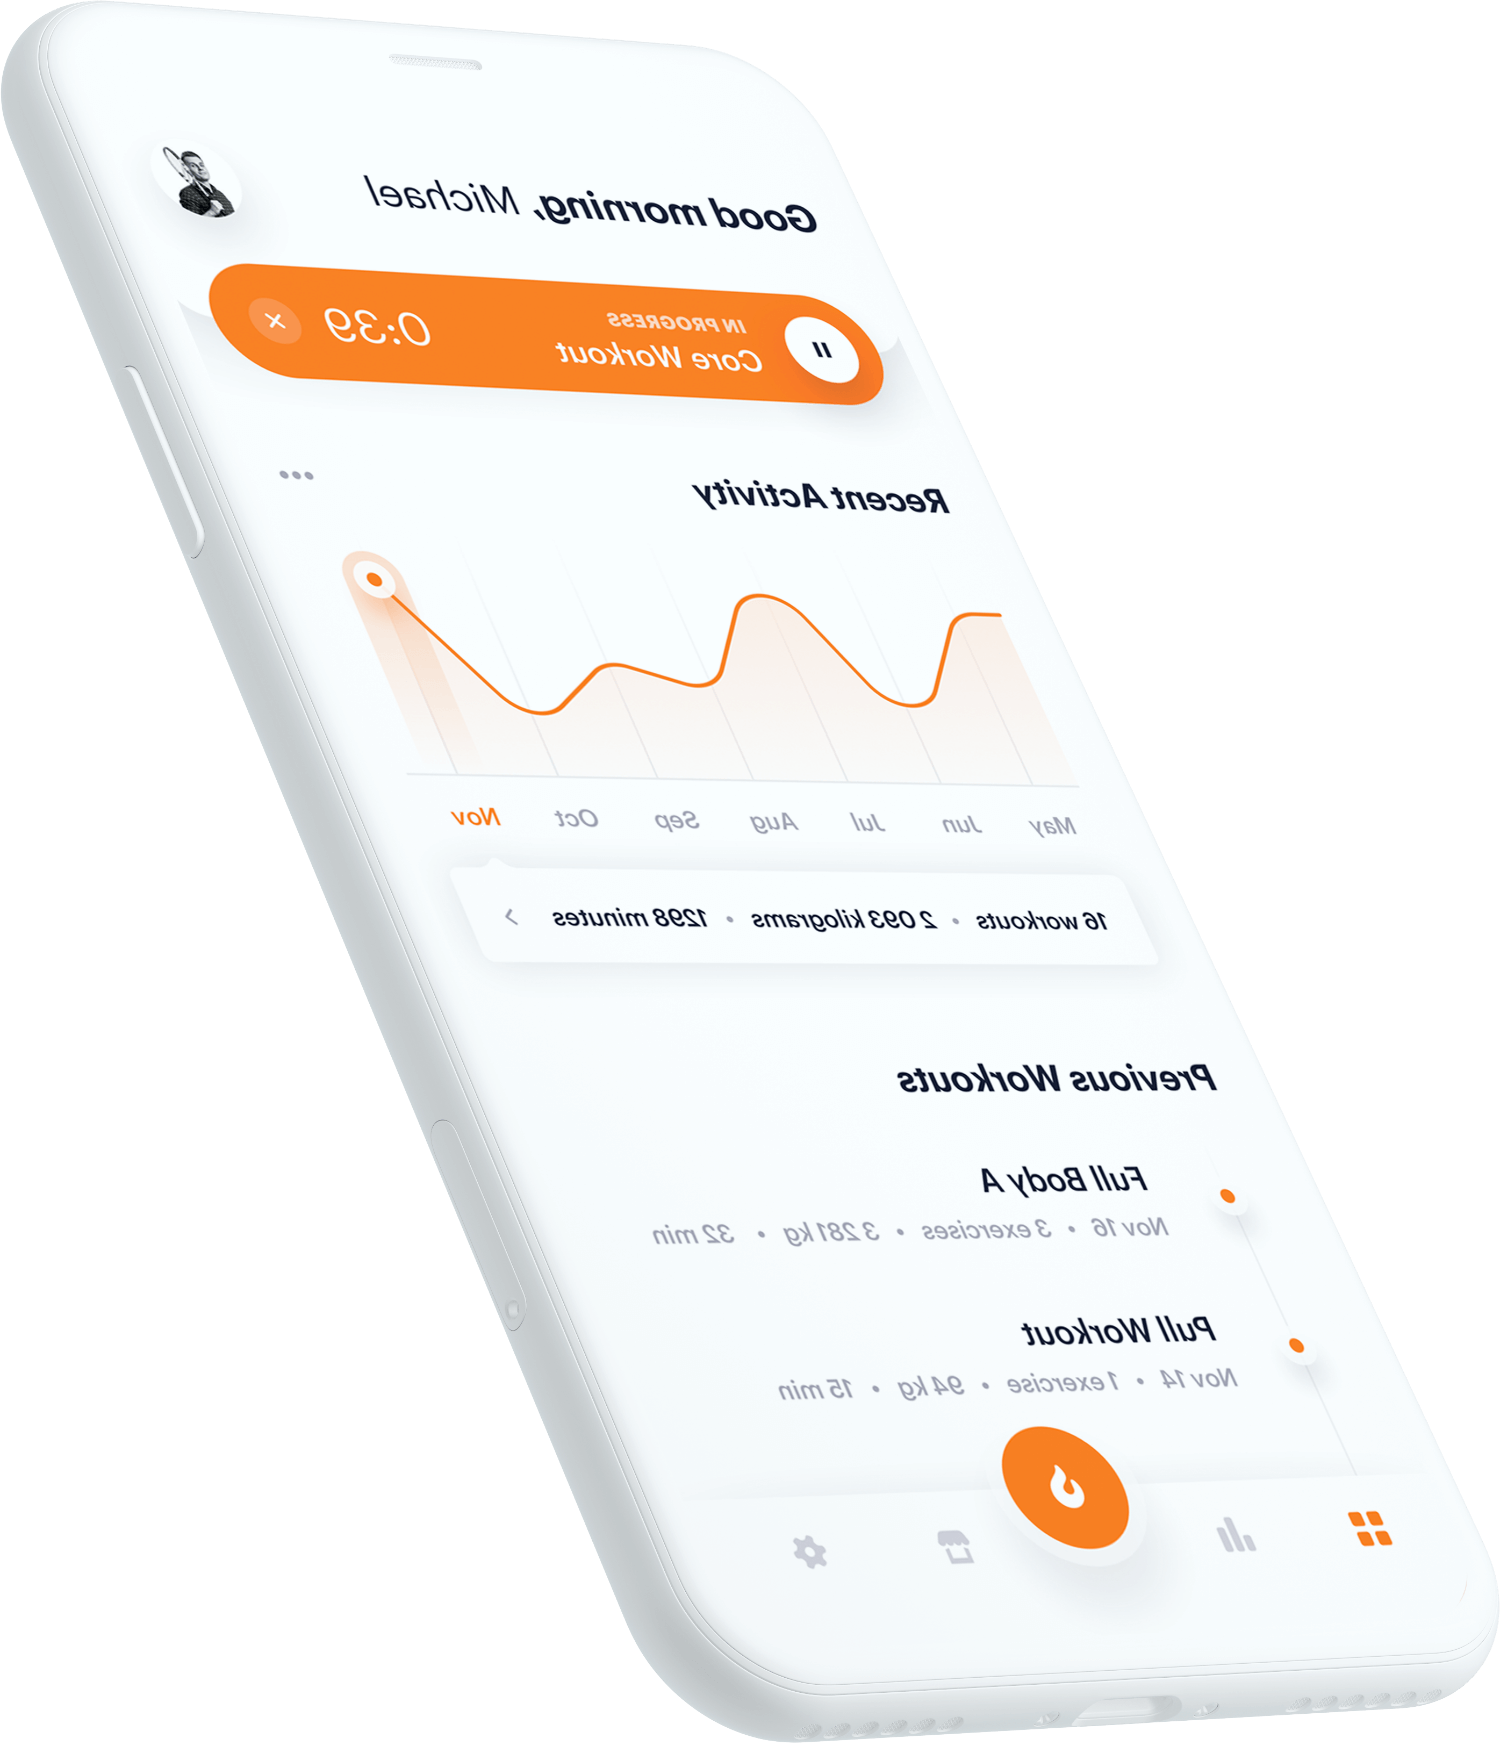 Good morning, Michael
IN PROGRESS
Core Workout
0:39
Recent Activity
May Jun Jul Aug Sep Oct Nov
16 workouts • 2 093 kilograms • 1298 minutes
Previous Workouts
Full Body A
Nov 16 • 3 exercises • 3 281 kg • 32 min
Pull Workout
Nov 14 • 1 exercise • 94 kg • 15 min